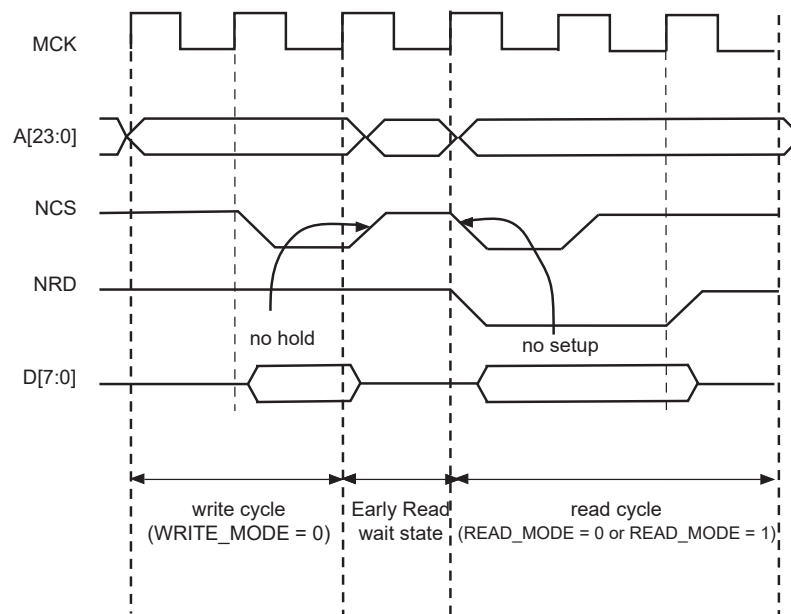 MCK
A[23:0]
NCS
NRD
no hold
no setup
D[7:0]
write cycle
(WRITE_MODE = 0)
Early Read
wait state
read cycle
(READ_MODE = 0 or READ_MODE = 1)